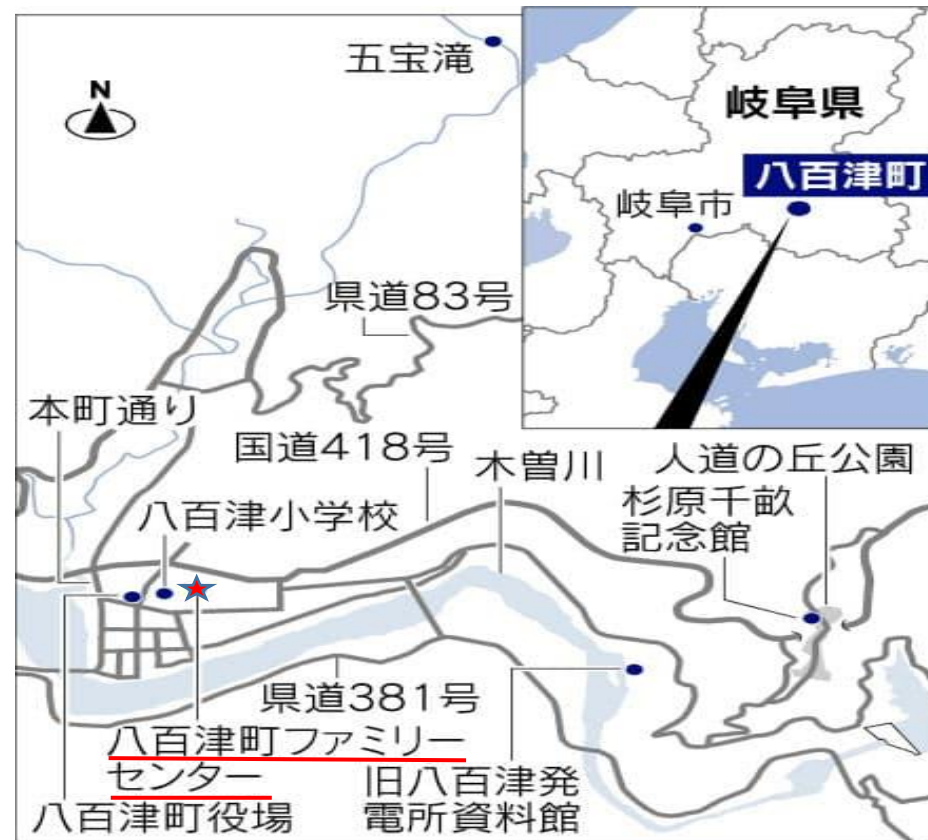 五宝滝
N
岐阜県
八百津町
岐阜市
県道83号
本町通り
国道418号
木曽川
人道の丘公園
八百津小学校
杉原千畝
記念館
県道381号
八百津町ファミリー
センター
八百津町役場
旧八百津発
電所資料館